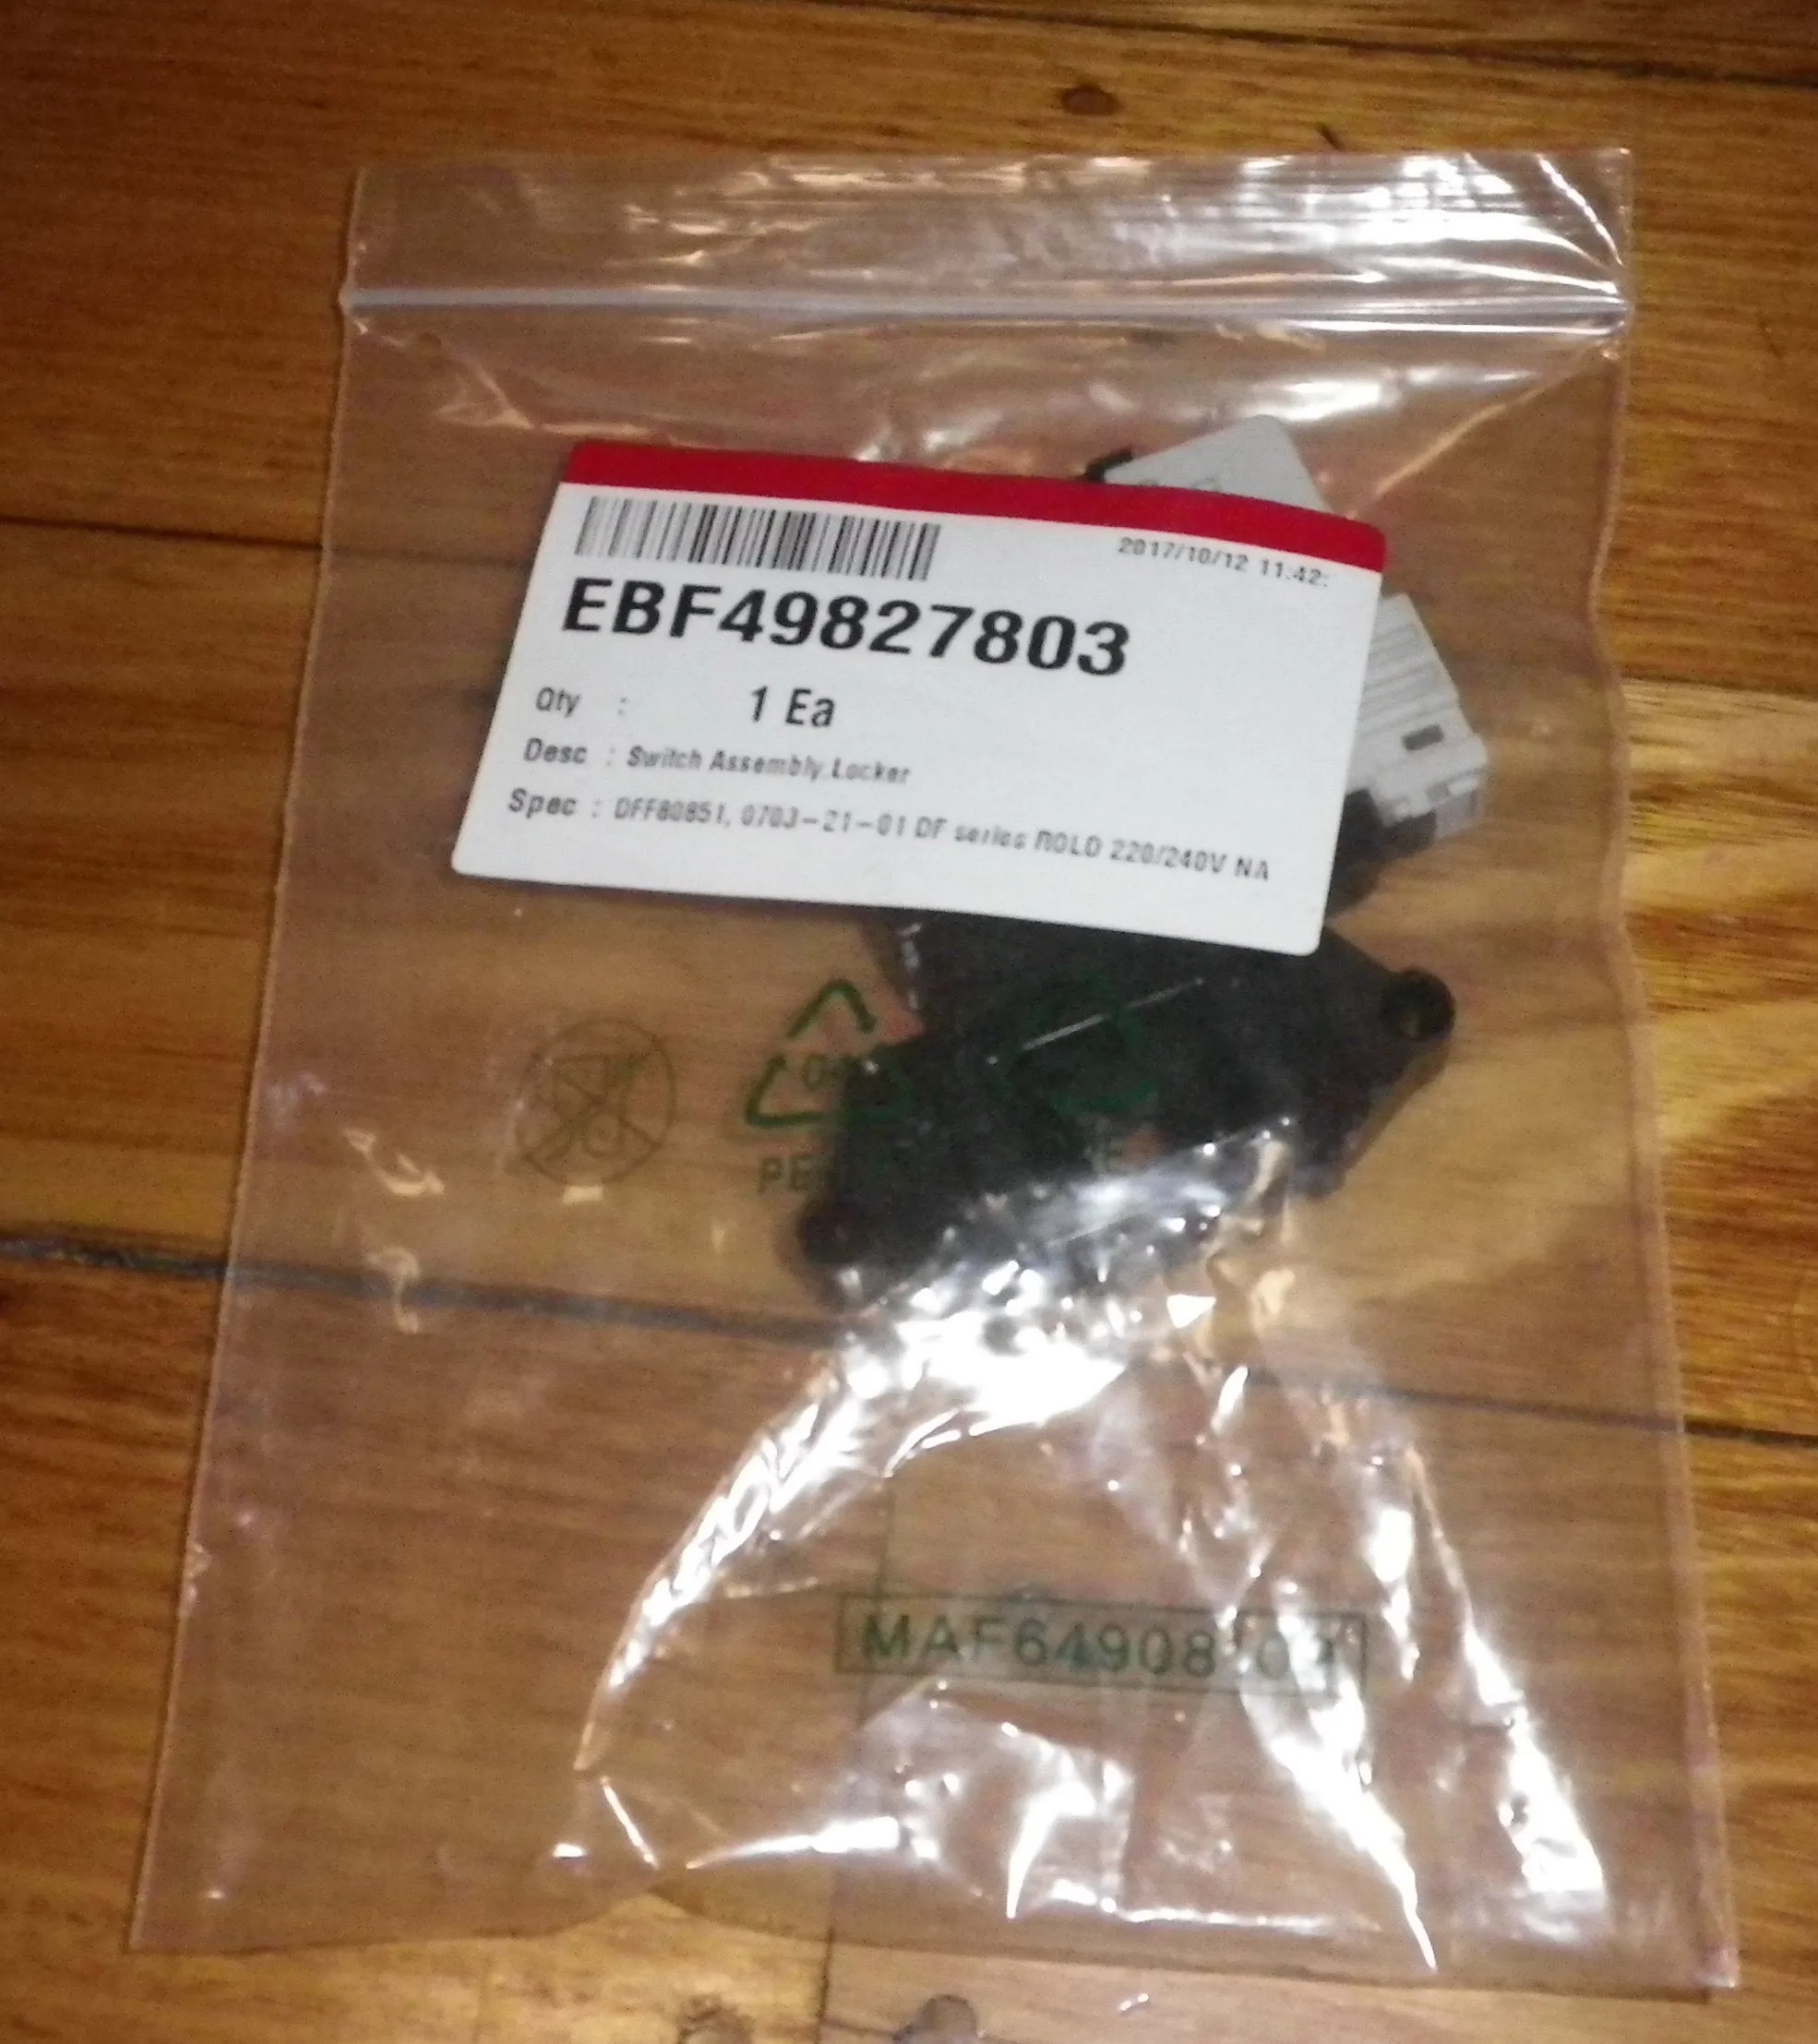 2017/10/12 11:42:
EBF49827803
Qty : 1 Ea
Desc : Switch Assembly,Locker
Spec : DFF80851, 0703-21-01 DF series ROLD 220/240V NA